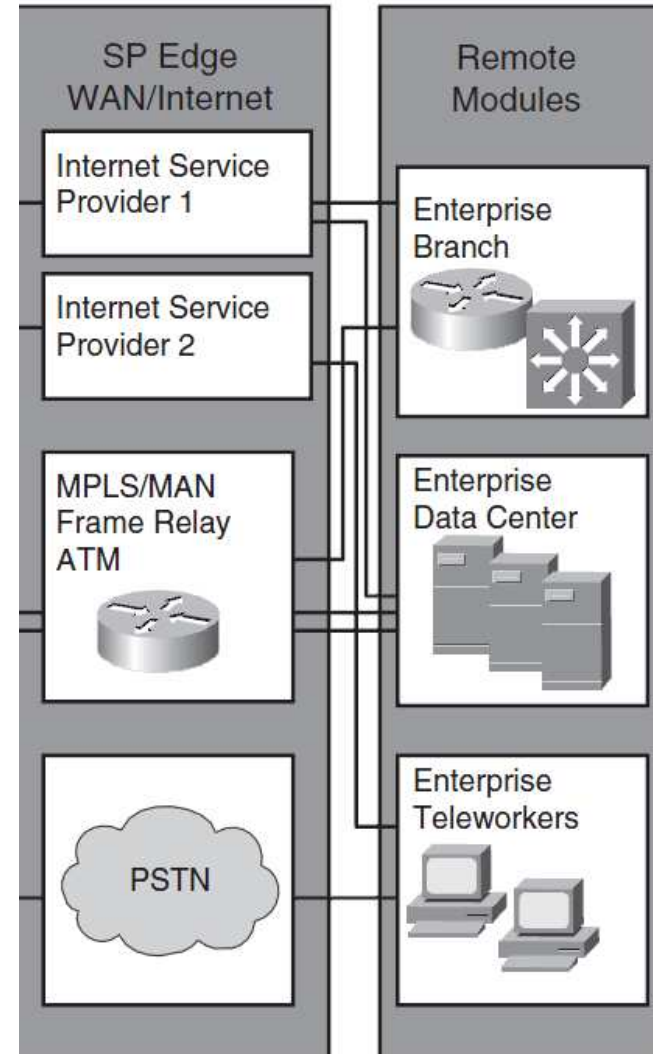 SP Edge
WAN/Internet
Internet Service
Provider 1
Internet Service
Provider 2
MPLS/MAN
Frame Relay
ATM
PSTN
Remote
Modules
Enterprise
Branch
Enterprise
Data Center
Enterprise
Teleworkers